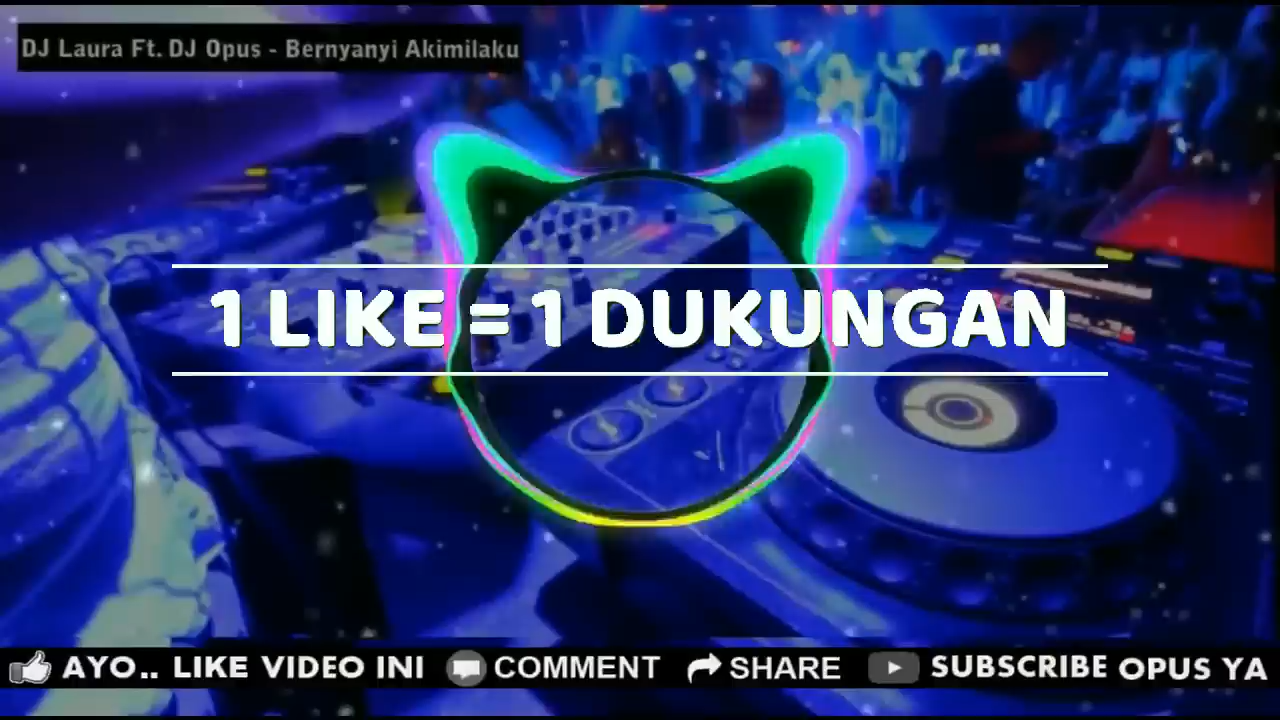 DJ Laura Ft. DJ Opus - Bernyanyi Akimilaku
1 LIKE = 1 DUKUNGAN
AYO.. LIKE VIDEO INI COMMENT SHARE SUBSCRIBE OPUS YA